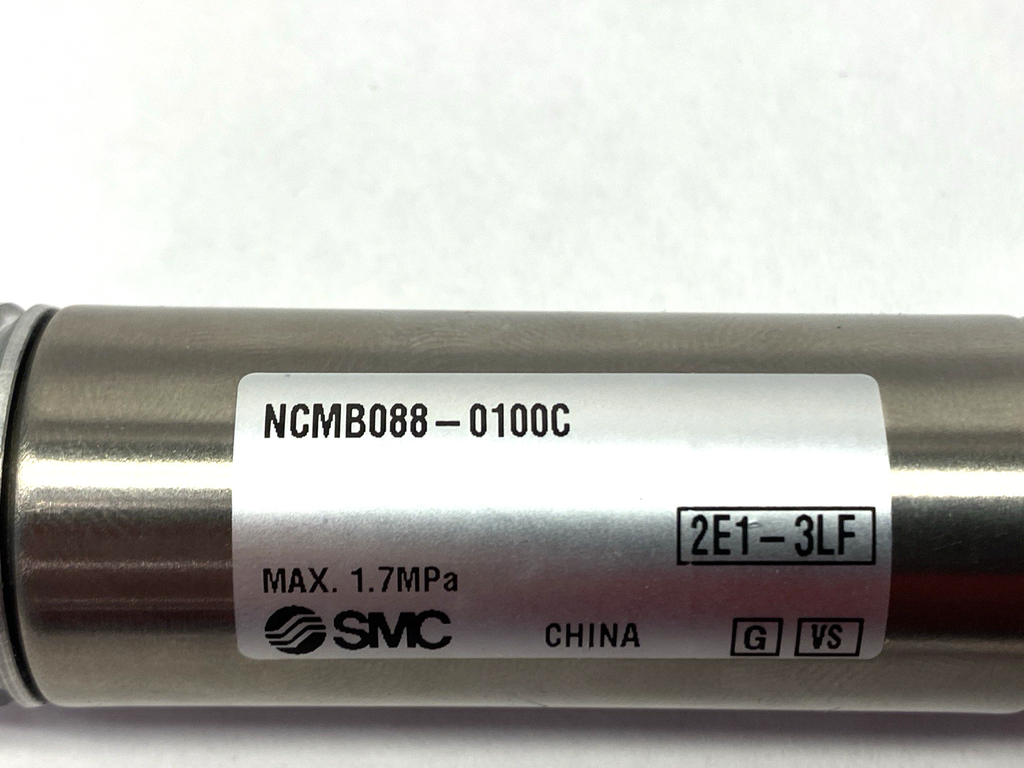 NCMB088-0100C
2E1-3LF
MAX. 1.7MPa
SMC CHINA G VS